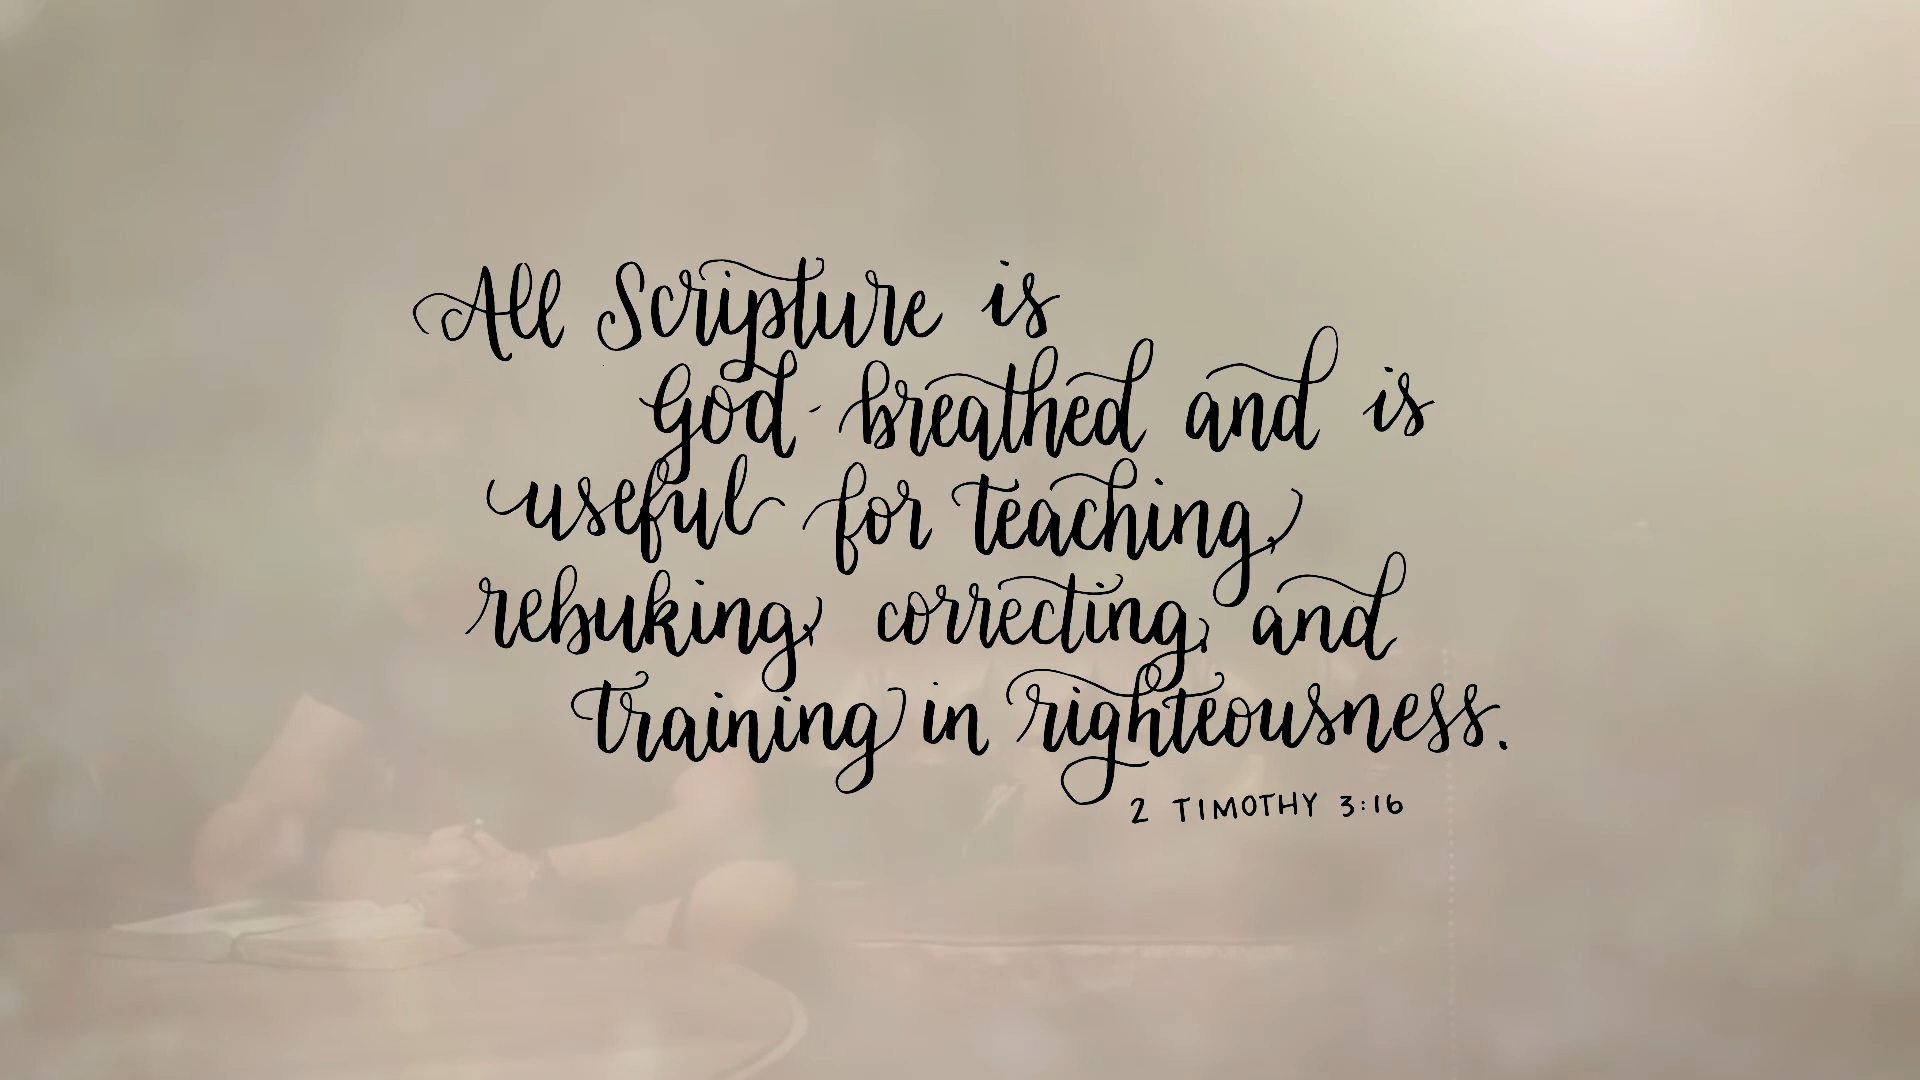 All Scripture is
God-breathed and is
useful for teaching,
rebuking, correcting, and
training in righteousness.
2 TIMOTHY 3:16